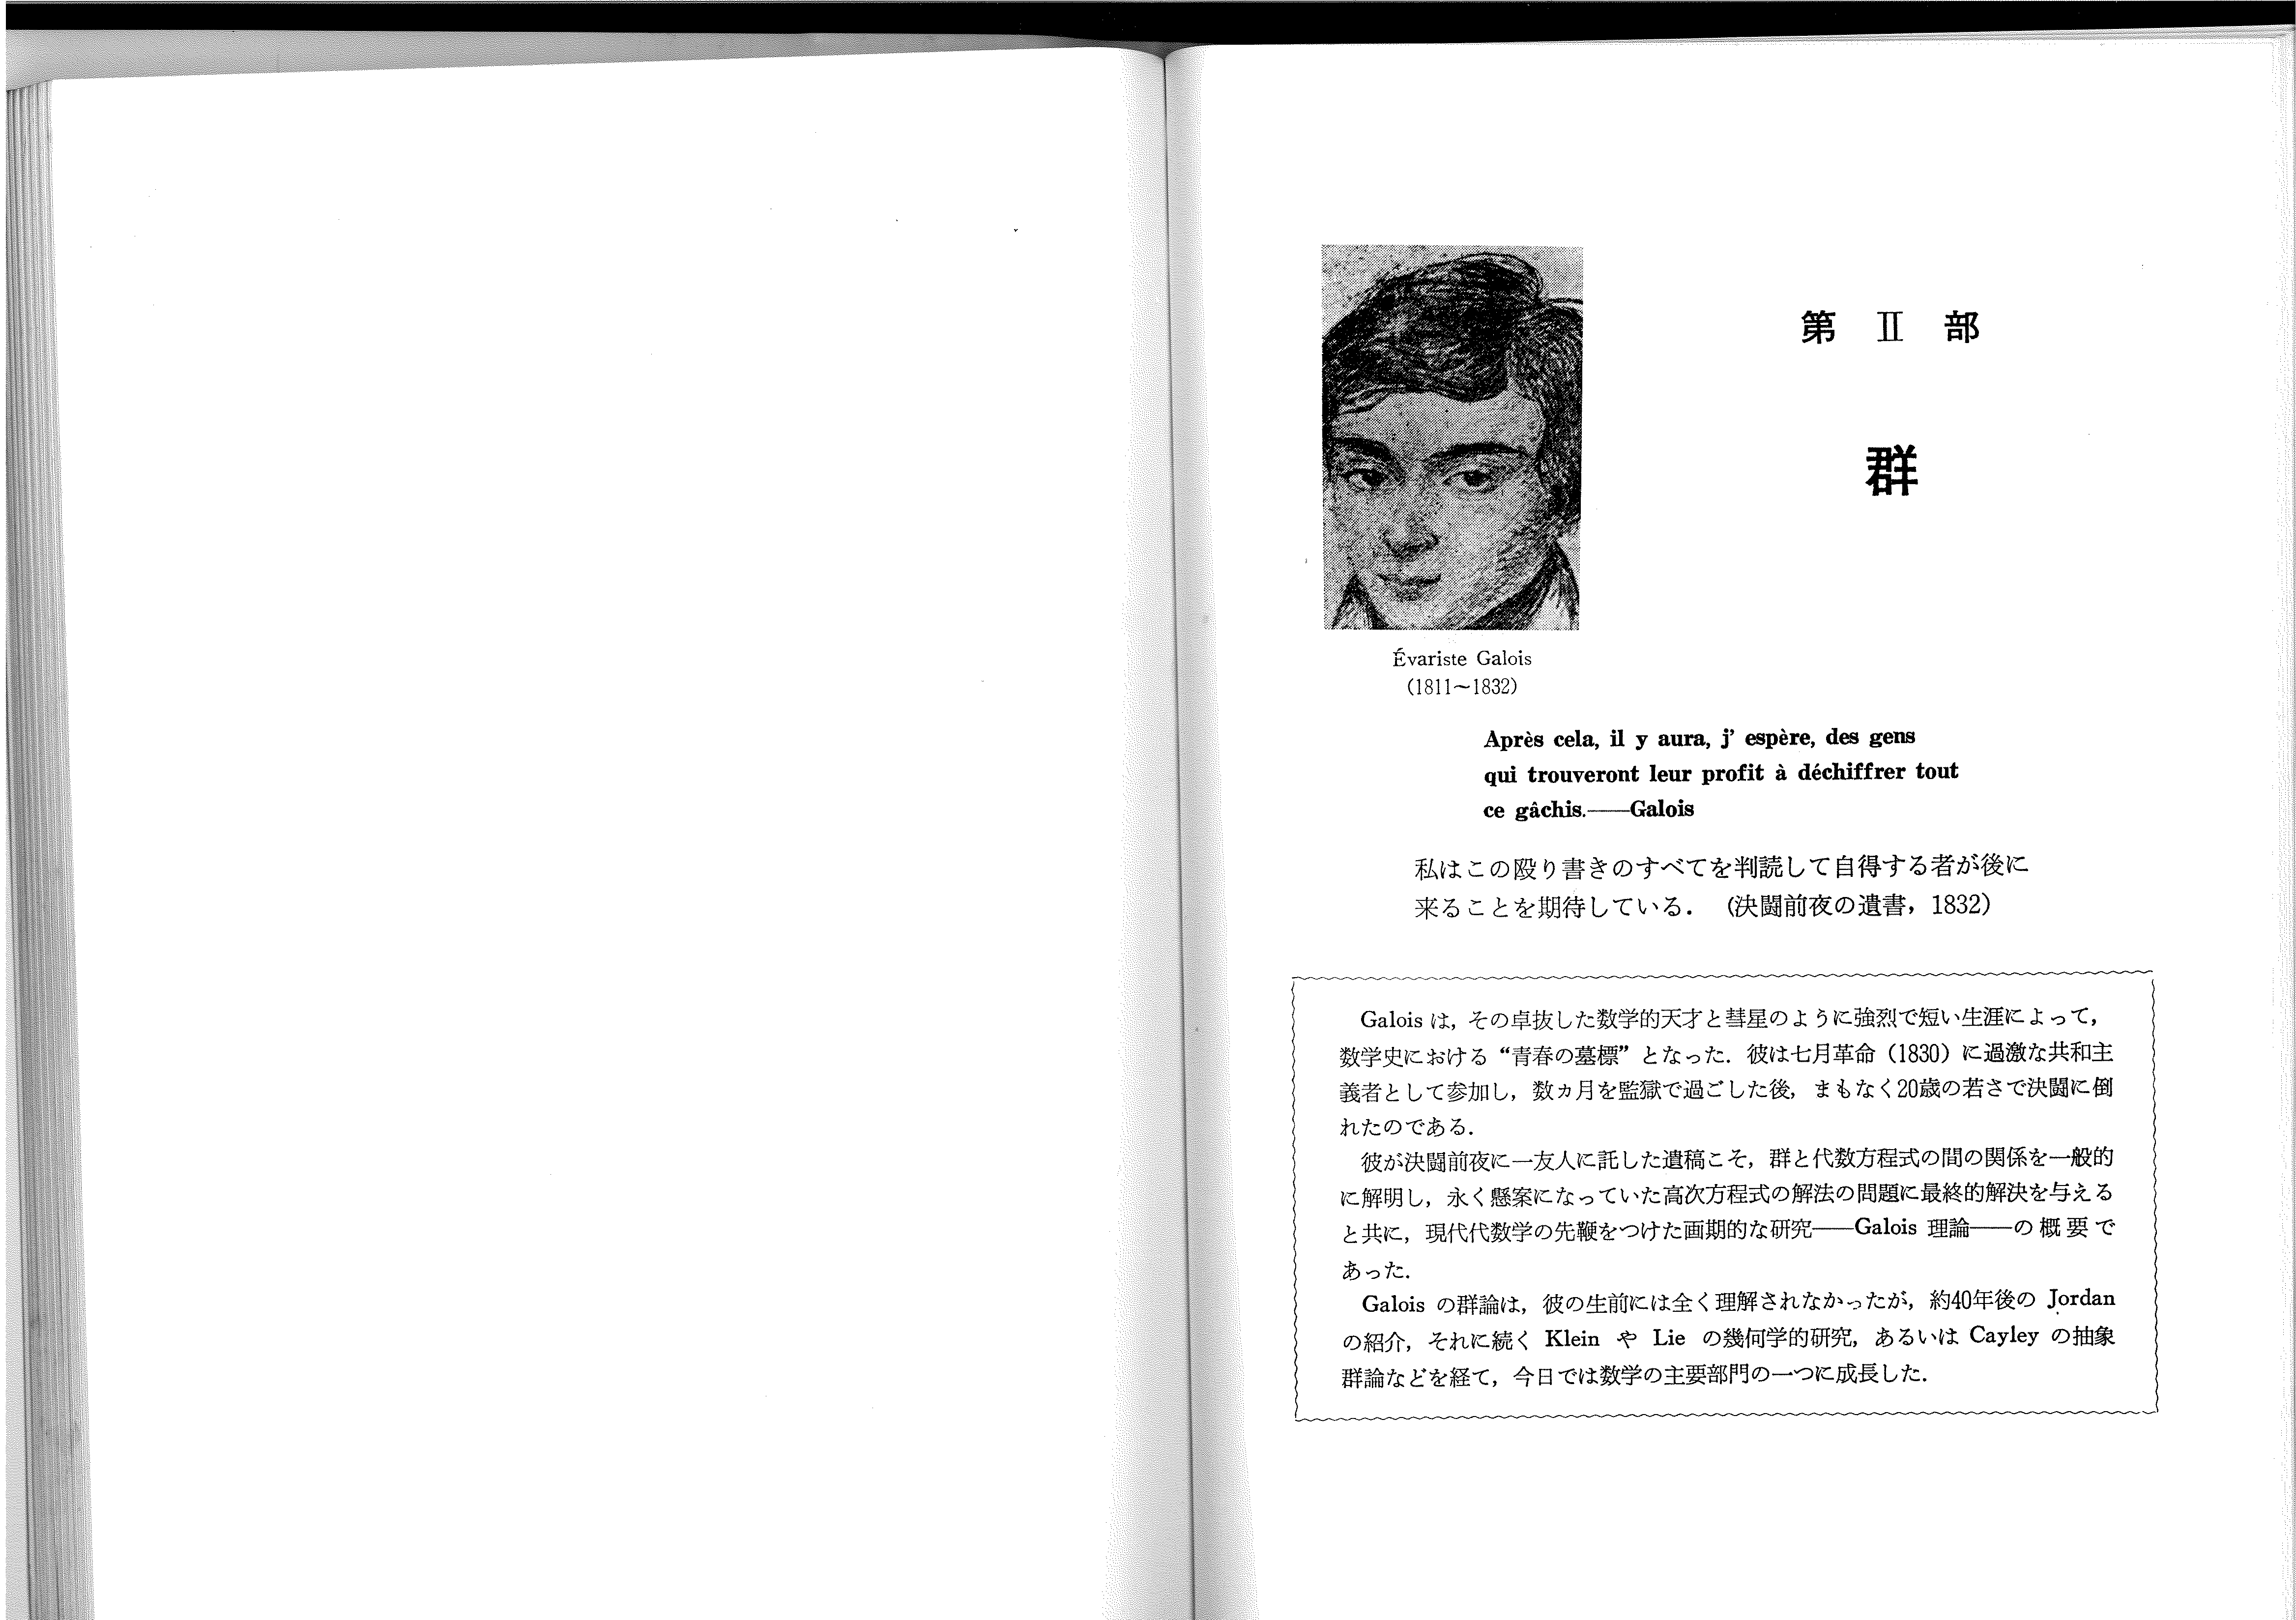 第 Ⅱ 部
群
Évariste Galois
(1811～1832)
Après cela, il y aura, j' espère, des gens
qui trouveront leur profit à déchiffrer tout
ce gâchis.——Galois
私はこの殴り書きのすべてを判読して自得する者が後に
来ることを期待している． (決闘前夜の遺書，1832)
Galois は，その卓抜した数学的天才と彗星のように強烈で短い生涯によって，
数学史における “青春の墓標” となった．彼は七月革命 (1830) に過激な共和主
義者として参加し，数ヵ月を監獄で過ごした後，まもなく20歳の若さで決闘に倒
れたのである．
彼が決闘前夜に一友人に託した遺稿こそ，群と代数方程式の間の関係を一般的
に解明し，永く懸案になっていた高次方程式の解法の問題に最終的解決を与える
と共に，現代代数学の先鞭をつけた画期的な研究——Galois 理論——の概要で
あった．
Galois の群論は，彼の生前には全く理解されなかったが，約40年後の Jordan
の紹介，それに続く Klein や Lie の幾何学的研究，あるいは Cayley の抽象
群論などを経て，今日では数学の主要部門の一つに成長した．